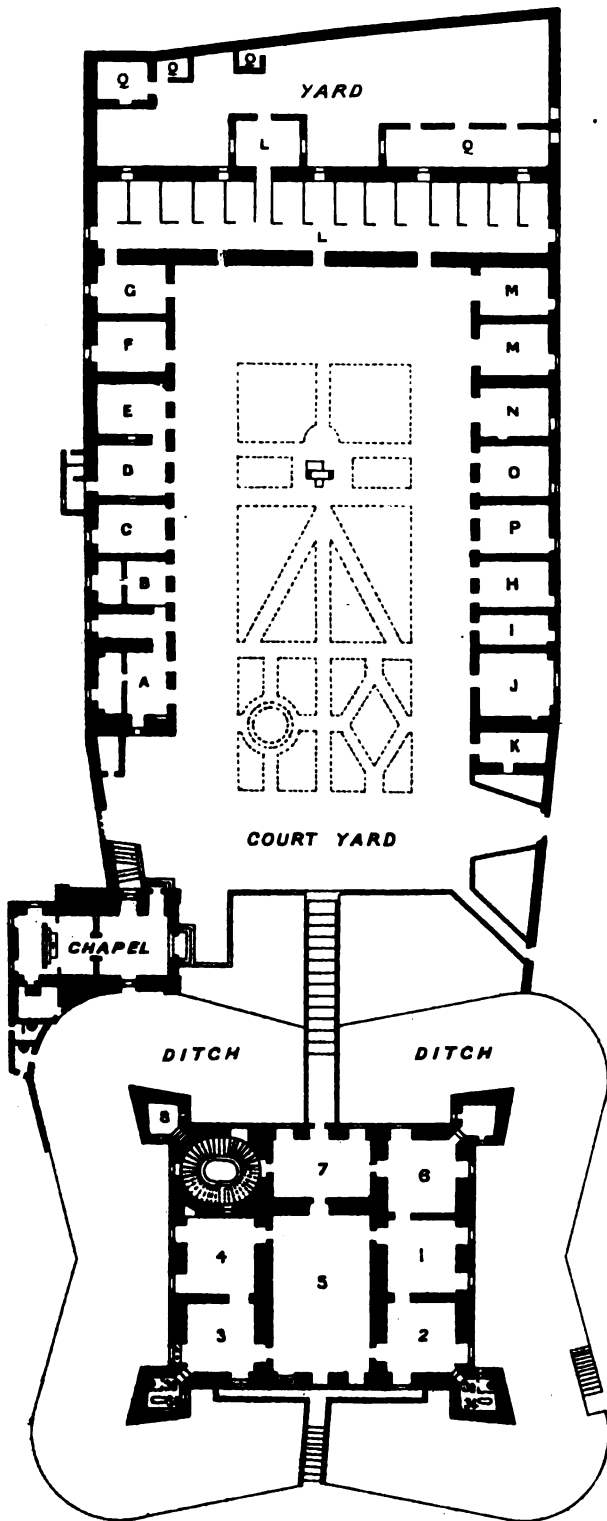 Q Q Q
YARD
L Q
L
G M
F M
E N
D O
C P
B H
I
A J
K
COURT YARD
CHAPEL
DITCH DITCH
8
7 6
4 5 1
3 2